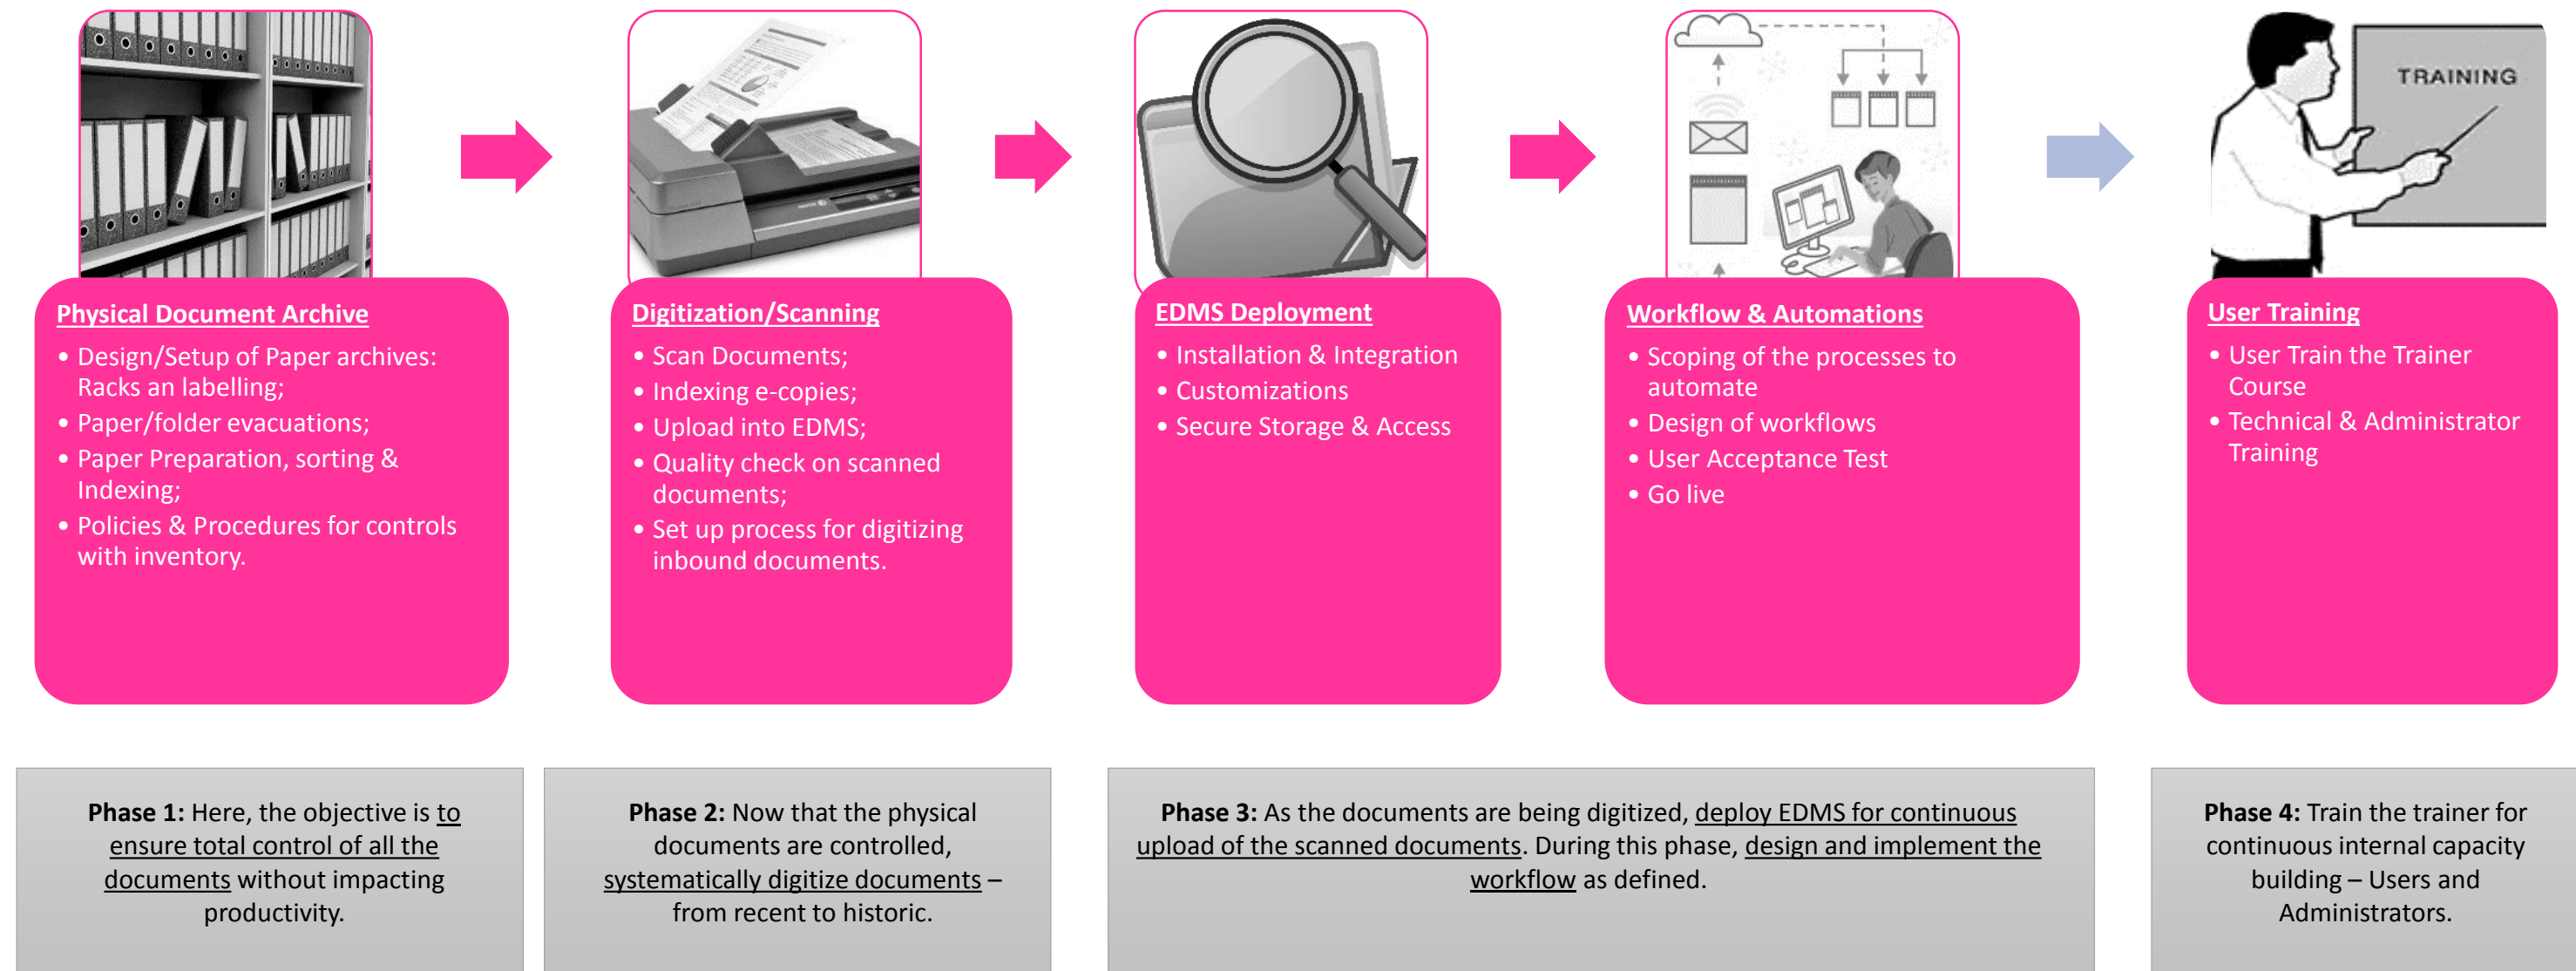 Physical Document Archive
• Design/Setup of Paper archives:
Racks an labelling;
• Paper/folder evacuations;
• Paper Preparation, sorting &
Indexing;
• Policies & Procedures for controls
with inventory.
Digitization/Scanning
• Scan Documents;
• Indexing e-copies;
• Upload into EDMS;
• Quality check on scanned
documents;
• Set up process for digitizing
inbound documents.
EDMS Deployment
• Installation & Integration
• Customizations
• Secure Storage & Access
Workflow & Automations
• Scoping of the processes to
automate
• Design of workflows
• User Acceptance Test
• Go live
TRAINING
User Training
• User Train the Trainer
Course
• Technical & Administrator
Training
Phase 1: Here, the objective is to
ensure total control of all the
documents without impacting
productivity.
Phase 2: Now that the physical
documents are controlled,
systematically digitize documents –
from recent to historic.
Phase 3: As the documents are being digitized, deploy EDMS for continuous
upload of the scanned documents. During this phase, design and implement the
workflow as defined.
Phase 4: Train the trainer for
continuous internal capacity
building – Users and
Administrators.